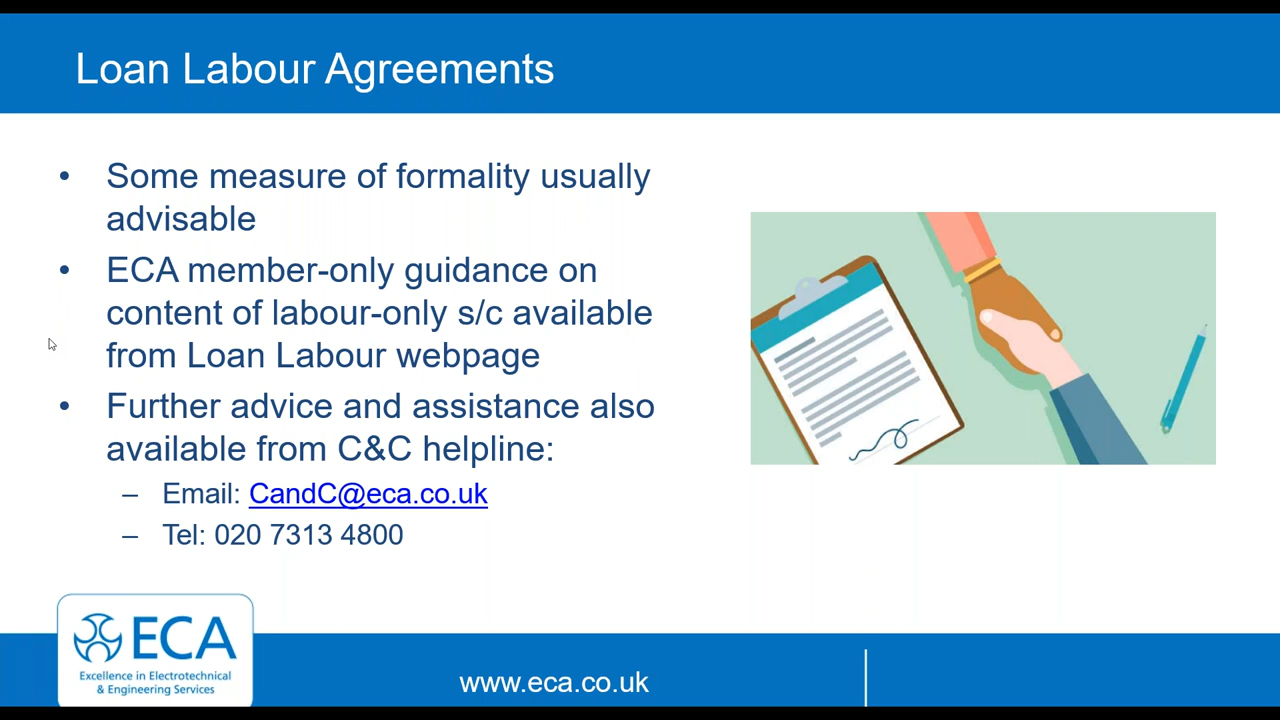 Loan Labour Agreements
• Some measure of formality usually
advisable
• ECA member-only guidance on
content of labour-only s/c available
from Loan Labour webpage
• Further advice and assistance also
available from C&C helpline:
– Email: CandC@eca.co.uk
– Tel: 020 7313 4800
ECA
Excellence in Electrotechnical
& Engineering Services
www.eca.co.uk